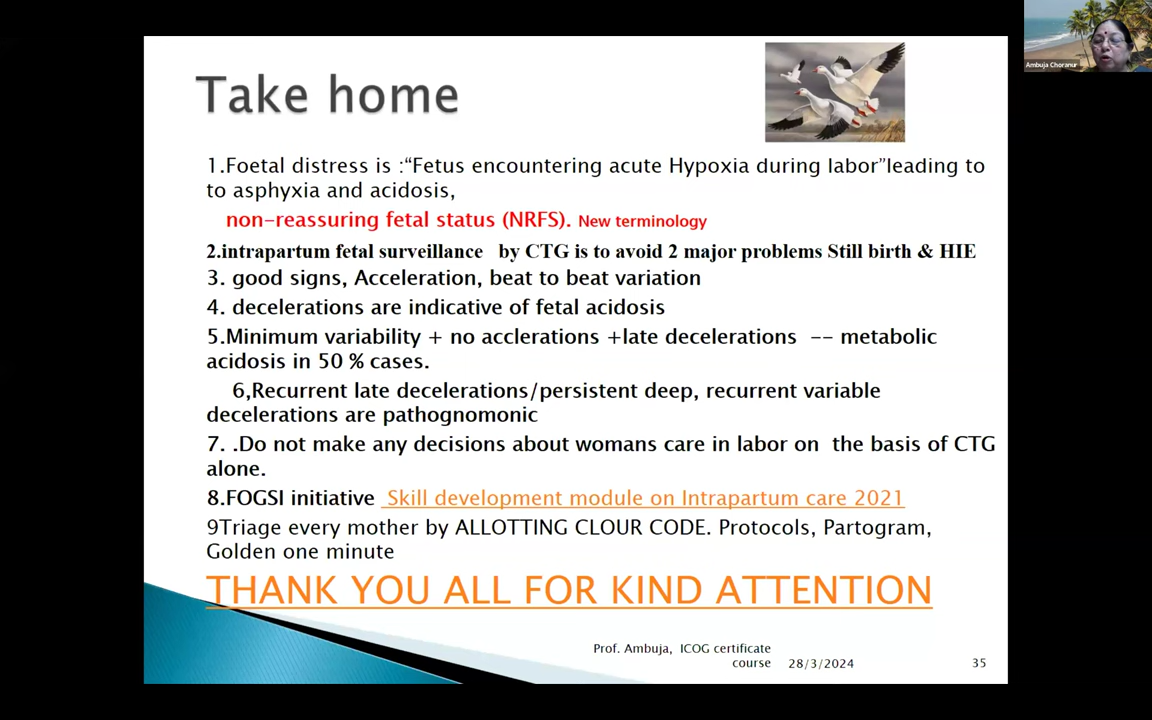 Take home
Ambuja Choranur
1.Foetal distress is :“Fetus encountering acute Hypoxia during labor”leading to
to asphyxia and acidosis,
non-reassuring fetal status (NRFS). New terminology
2.intrapartum fetal surveillance by CTG is to avoid 2 major problems Still birth & HIE
3. good signs, Acceleration, beat to beat variation
4. decelerations are indicative of fetal acidosis
5.Minimum variability + no acclerations +late decelerations -- metabolic
acidosis in 50 % cases.
6,Recurrent late decelerations/persistent deep, recurrent variable
decelerations are pathognomonic
7. .Do not make any decisions about womans care in labor on the basis of CTG
alone.
8.FOGSI initiative Skill development module on Intrapartum care 2021
9Triage every mother by ALLOTTING CLOUR CODE. Protocols, Partogram,
Golden one minute
THANK YOU ALL FOR KIND ATTENTION
Prof. Ambuja, ICOG certificate
course 28/3/2024 35